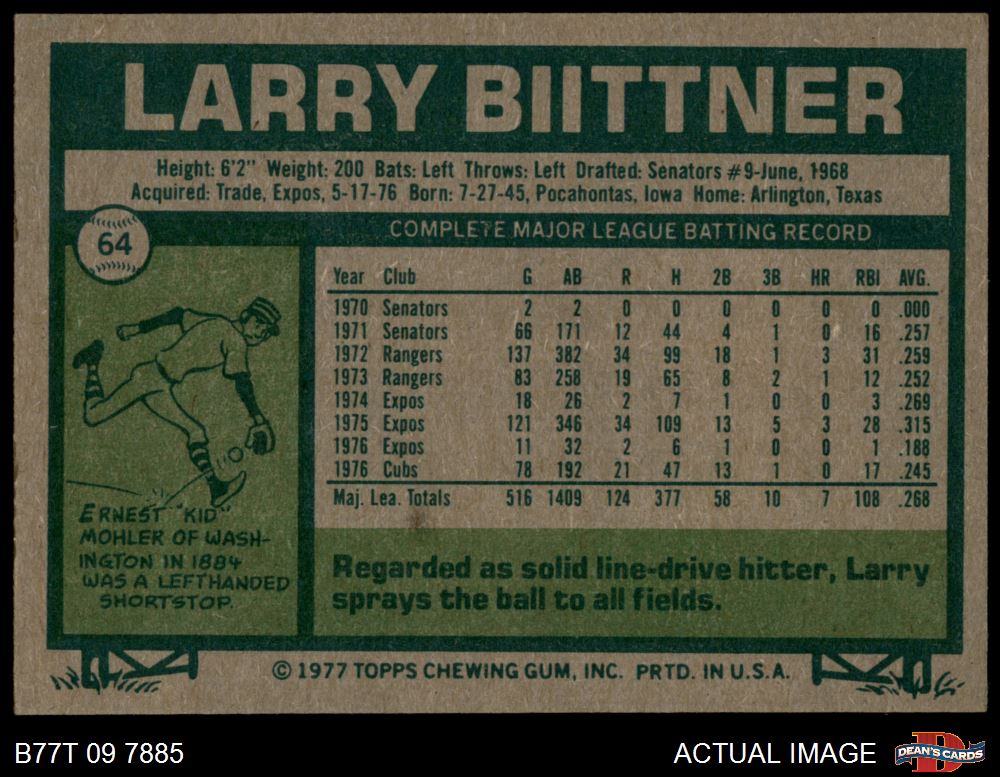 LARRY BIITTNER
Height: 6'2" Weight: 200 Bats: Left Throws: Left Drafted: Senators #9-June, 1968
Acquired: Trade, Expos, 5-17-76 Born: 7-27-45, Pocahontas, Iowa Home: Arlington, Texas
64
COMPLETE MAJOR LEAGUE BATTING RECORD
Year Club G AB R H 2B 3B HR RBI AVG.
1970 Senators 2 2 0 0 0 0 0 0 .000
1971 Senators 66 171 12 44 4 1 0 16 .257
1972 Rangers 137 382 34 99 18 1 3 31 .259
1973 Rangers 83 258 19 65 8 2 1 12 .252
1974 Expos 18 26 2 7 1 0 0 3 .269
1975 Expos 121 346 34 109 13 5 3 28 .315
1976 Expos 11 32 2 6 1 0 0 1 .188
1976 Cubs 78 192 21 47 13 1 0 17 .245
Maj. Lea. Totals 516 1409 124 377 58 10 7 108 .268
ERNEST "KID"
MOHLER OF WASH-
INGTON IN 1884
WAS A LEFTHANDED
SHORTSTOP.
Regarded as solid line-drive hitter, Larry
sprays the ball to all fields.
© 1977 TOPPS CHEWING GUM, INC. PRTD. IN U.S.A.
B77T 09 7885
ACTUAL IMAGE
D
DEAN'S CARDS